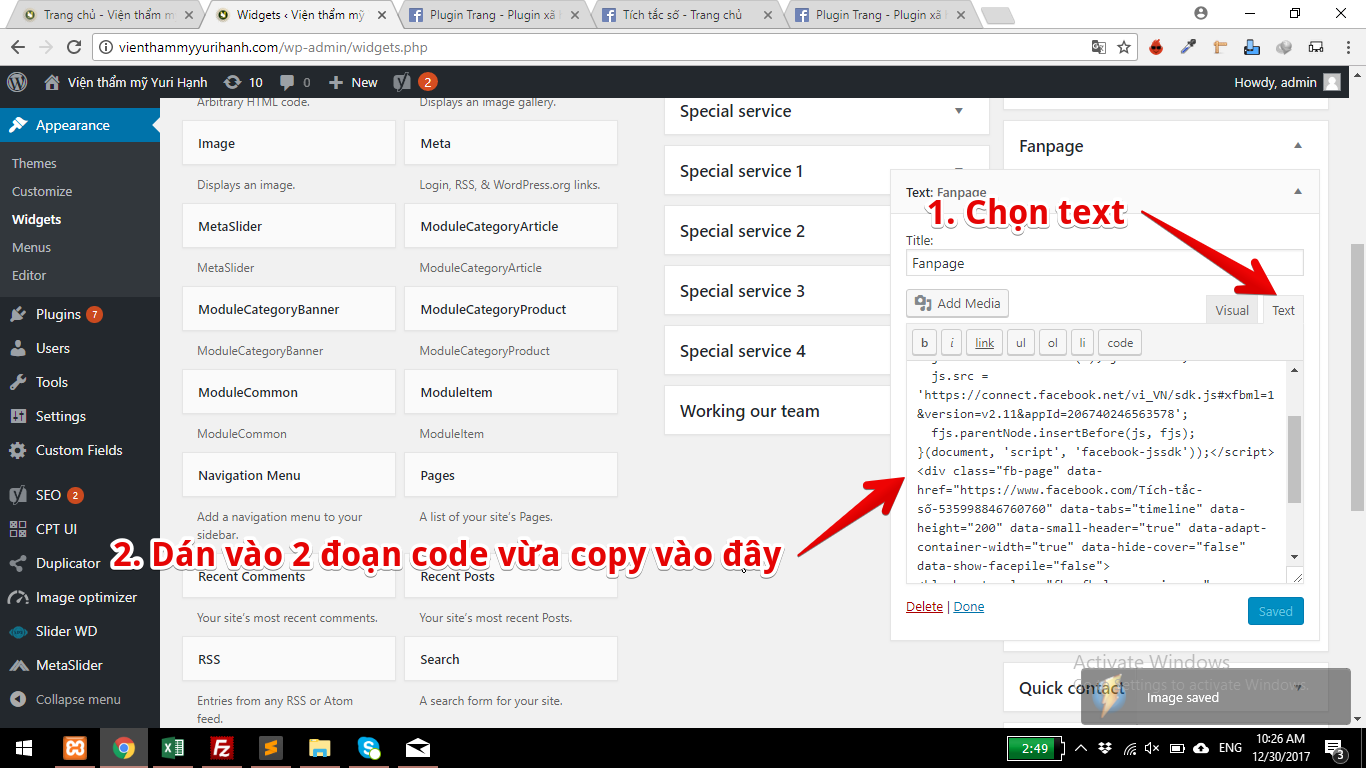 Trang chủ - Viện thẩm m
Widgets ‹ Viện thẩm mỹ
Plugin Trang - Plugin xã
Tích tắc số - Trang chủ
Plugin Trang - Plugin xã
vienthammyyurihanh.com/wp-admin/widgets.php
Viện thẩm mỹ Yuri Hạnh
10
0
New
2
Howdy, admin
Appearance
Themes
Customize
Widgets
Menus
Editor
Plugins 7
Users
Tools
Settings
Custom Fields
SEO 2
CPT UI
Duplicator
Image optimizer
Slider WD
MetaSlider
Collapse menu
Arbitrary HTML code.
Displays an image gallery.
Image
Meta
Displays an image.
Login, RSS, & WordPress.org links.
MetaSlider
ModuleCategoryArticle
MetaSlider
ModuleCategoryArticle
ModuleCategoryBanner
ModuleCategoryProduct
ModuleCategoryBanner
ModuleCategoryProduct
ModuleCommon
ModuleItem
ModuleCommon
ModuleItem
Navigation Menu
Pages
Add a navigation menu to your
sidebar.
A list of your site's Pages.
2. Dán vào 2 đoạn code vừa copy vào đây
Recent Comments
Recent Posts
Your site's most recent comments.
Your site's most recent Posts.
RSS
Search
Entries from any RSS or Atom
feed.
A search form for your site.
Special service
Special service 1
Special service 2
Special service 3
Special service 4
Working our team
Fanpage
Text: Fanpage
1. Chọn text
Title:
Fanpage
Add Media
Visual
Text
b
i
link
ul
ol
li
code
js.src =
'https://connect.facebook.net/vi_VN/sdk.js#xfbml=1
&version=v2.11&appId=206740246563578';
fjs.parentNode.insertBefore(js, fjs);
}(document, 'script', 'facebook-jssdk'));</script>
<div class="fb-page" data-
href="https://www.facebook.com/Tích-tắc-
số-535998846760760" data-tabs="timeline" data-
height="200" data-small-header="true" data-adapt-
container-width="true" data-hide-cover="false"
data-show-facepile="false">
Delete | Done
Saved
Activate Windows
Quick contact
settings to activate Windows.
Image saved
2:49
ENG
10:26 AM
12/30/2017
3